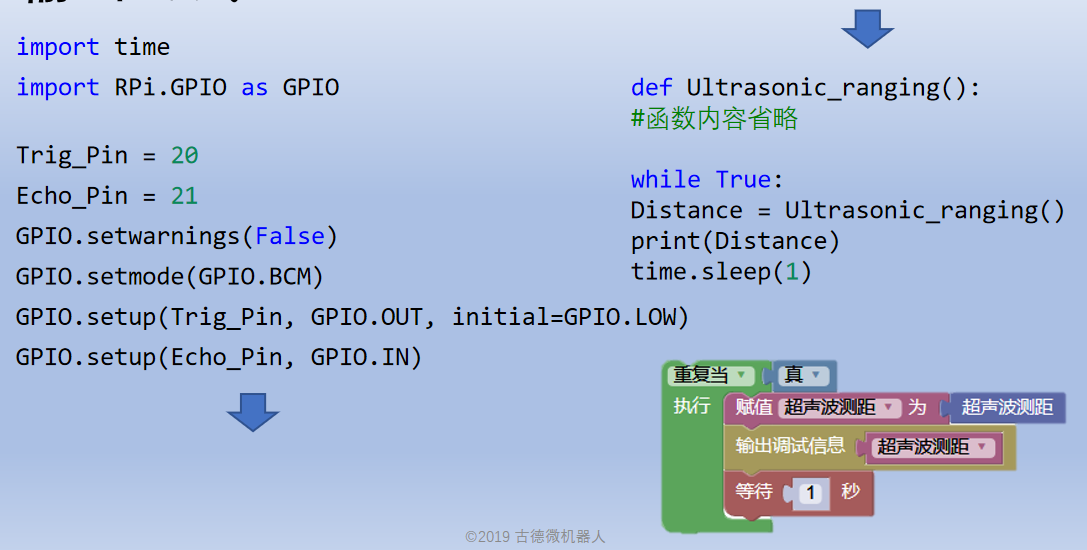 import time
import RPi.GPIO as GPIO
Trig_Pin = 20
Echo_Pin = 21
GPIO.setwarnings(False)
GPIO.setmode(GPIO.BCM)
GPIO.setup(Trig_Pin, GPIO.OUT, initial=GPIO.LOW)
GPIO.setup(Echo_Pin, GPIO.IN)
def Ultrasonic_ranging():
#函数内容省略
while True:
Distance = Ultrasonic_ranging()
print(Distance)
time.sleep(1)
重复当 真
执行 赋值 超声波测距 为 超声波测距
输出调试信息 超声波测距
等待 1 秒
©2019 古德微机器人